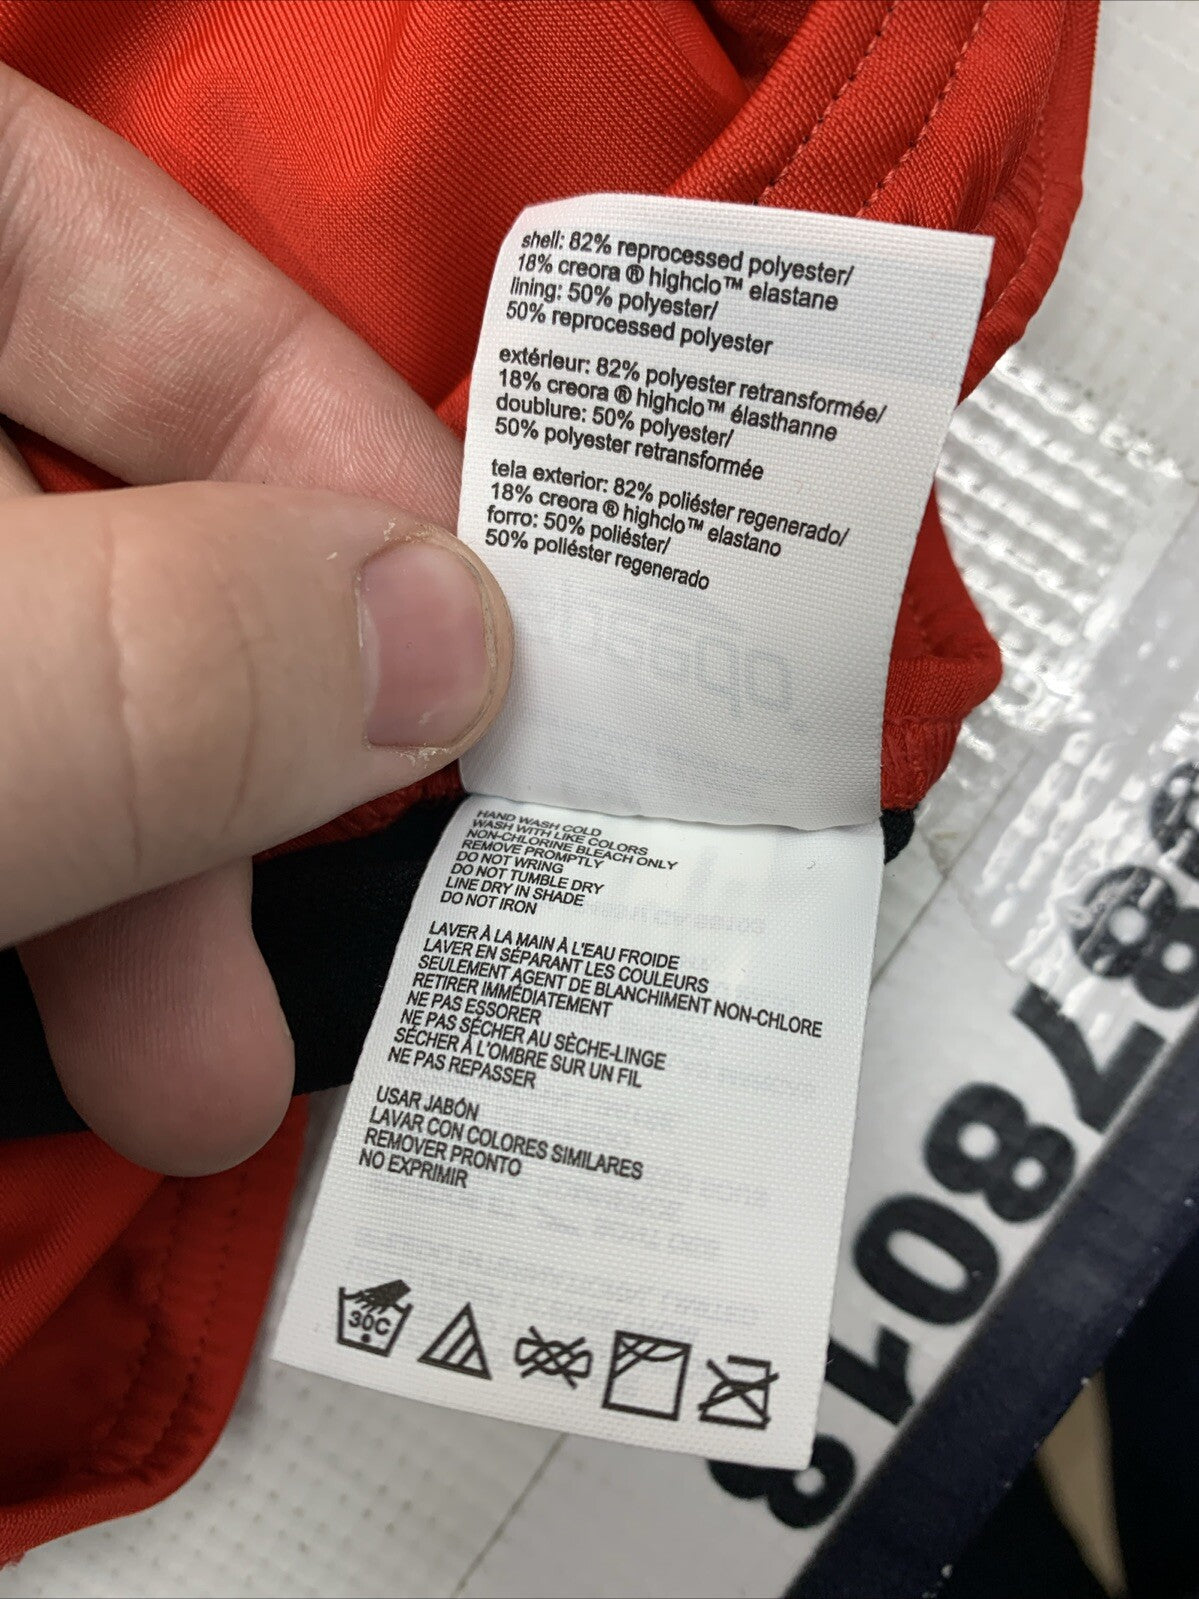 shell: 82% reprocessed polyester/
18% creora ® highclo™ elastane
lining: 50% polyester/
50% reprocessed polyester
extérieur: 82% polyester retransformée/
18% creora ® highclo™ élasthanne
doublure: 50% polyester/
50% polyester retransformée
tela exterior: 82% poliéster regenerado/
18% creora ® highclo™ elastano
forro: 50% poliéster/
50% poliéster regenerado
HAND WASH COLD
WASH WITH LIKE COLORS
NON-CHLORINE BLEACH ONLY
REMOVE PROMPTLY
DO NOT WRING
DO NOT TUMBLE DRY
LINE DRY IN SHADE
DO NOT IRON
LAVER À LA MAIN À L'EAU FROIDE
LAVER EN SÉPARANT LES COULEURS
SEULEMENT AGENT DE BLANCHIMENT NON-CHLORE
RETIRER IMMÉDIATEMENT
NE PAS ESSORER
NE PAS SÉCHER AU SÈCHE-LINGE
SÉCHER À L'OMBRE SUR UN FIL
NE PAS REPASSER
USAR JABÓN
LAVAR CON COLORES SIMILARES
REMOVER PRONTO
NO EXPRIMIR
30C